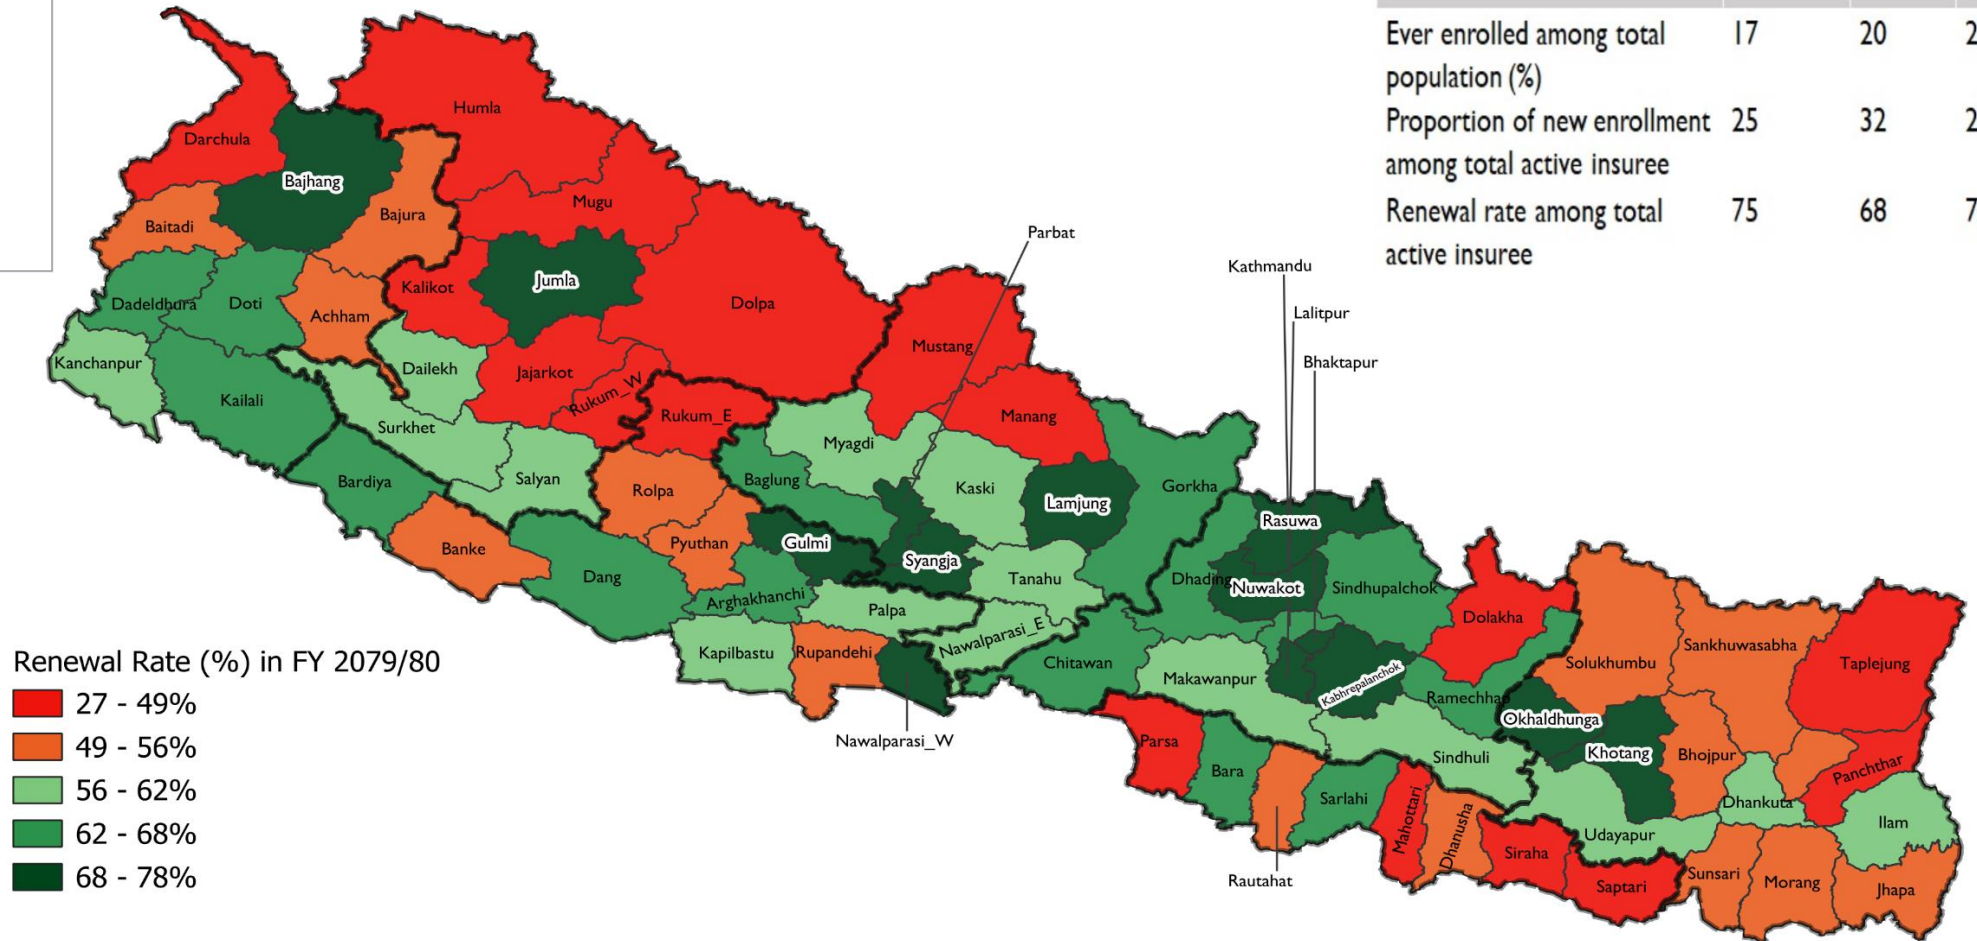 Ever enrolled among total 17 20 2
population (%)
Proportion of new enrollment 25 32 2
among total active insuree
Renewal rate among total 75 68 7
active insuree
Humla
Darchula
Bajhang
Mugu
Bajura
Baitadi
Parbat
Kathmandu
Jumla
Kalikot
Dadeldhura
Doti
Dolpa
Achham
Lalitpur
Mustang
Kanchanpur
Bhaktapur
Dailekh
Jajarkot
Rukum_W
Kailali
Rukum_E
Manang
Surkhet
Myagdi
Salyan
Bardiya
Baglung
Rolpa
Kaski
Gorkha
Lamjung
Rasuwa
Banke
Pyuthan
Gulmi
Syangja
Dang
Tanahu
Dhading
Nuwakot
Sindhupalchok
Arghakhanchi
Palpa
Dolakha
Nawalparasi_E
Kapilbastu
Rupandehi
Chitawan
Makawanpur
Kabhrepalanchok
Ramechhap
Solukhumbu
Sankhuwasabha
Taplejung
Okhaldhunga
Nawalparasi_W
Parsa
Khotang
Bhojpur
Sindhuli
Panchthar
Bara
Sarlahi
Dhankuta
Mahottari
Dhanusha
Udayapur
Ilam
Siraha
Rautahat
Saptari
Sunsari
Morang
Jhapa
Renewal Rate (%) in FY 2079/80
27 - 49%
49 - 56%
56 - 62%
62 - 68%
68 - 78%